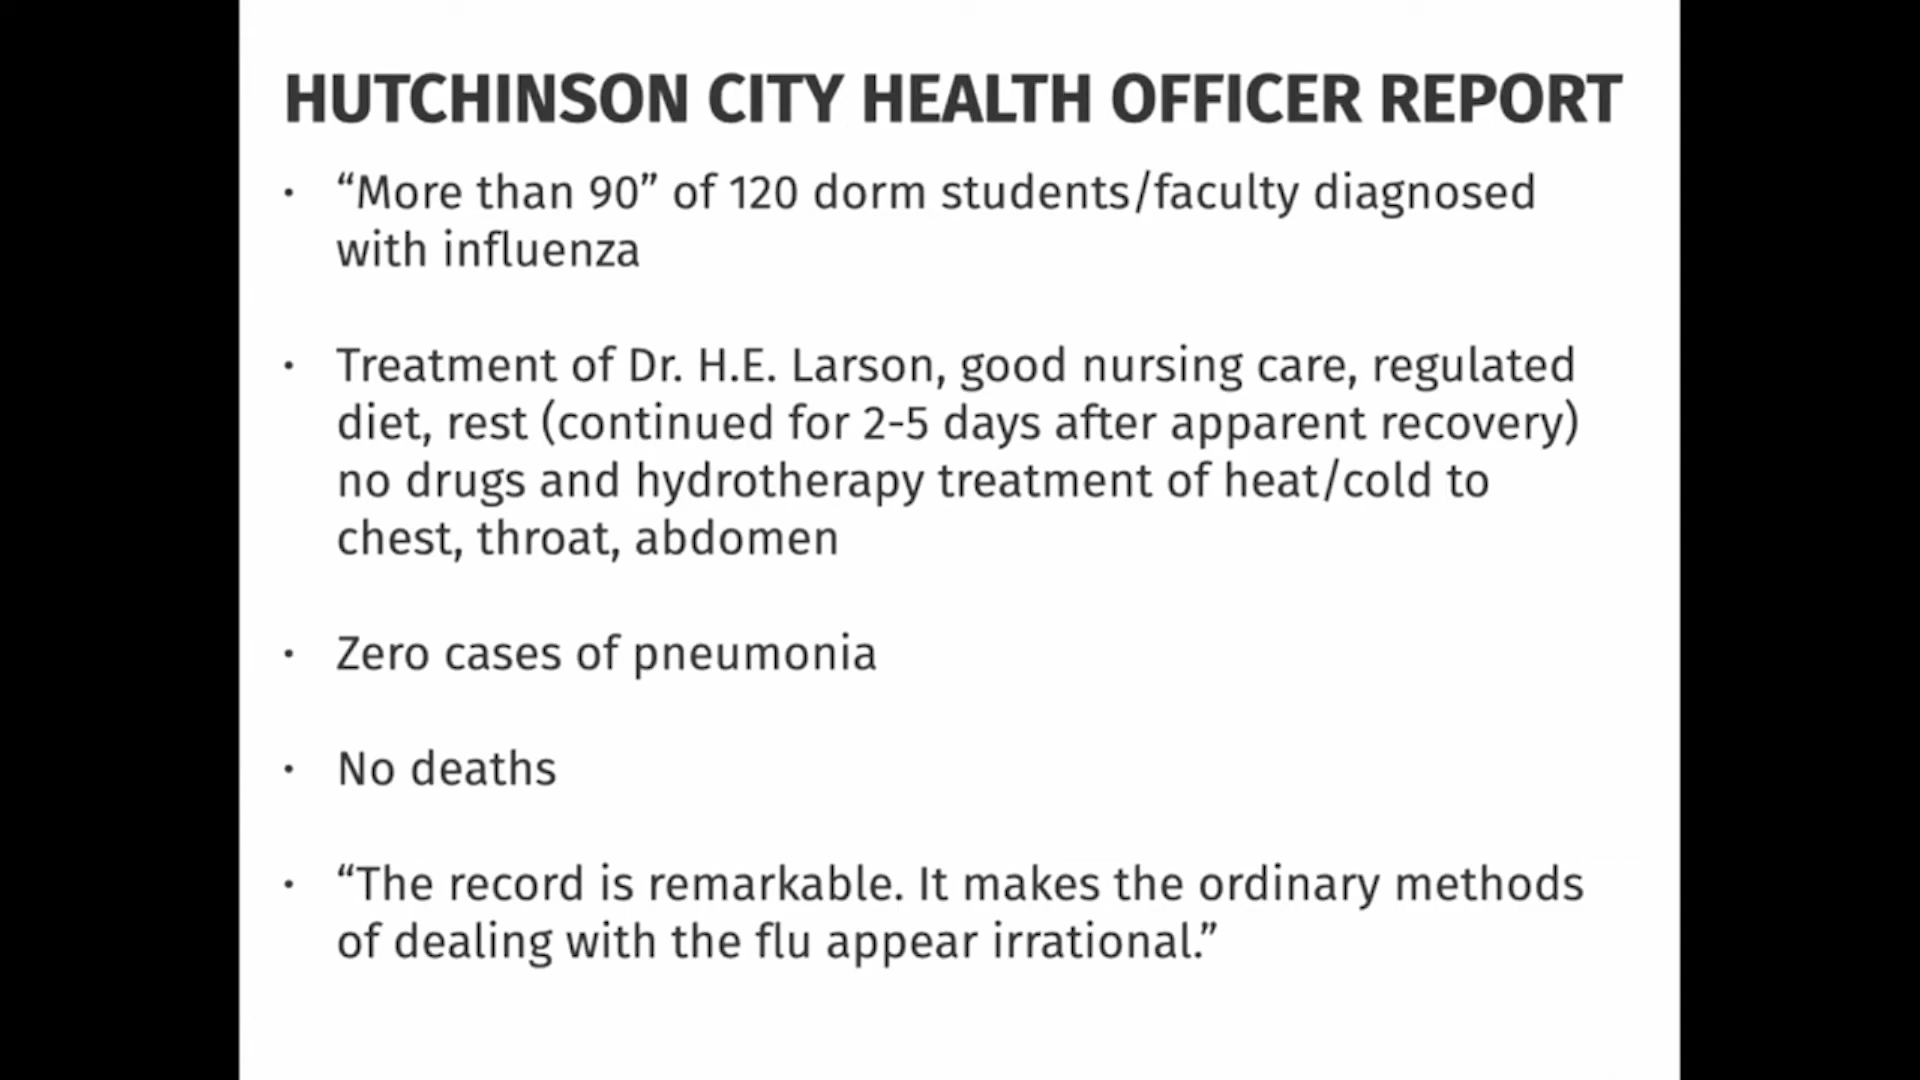 HUTCHINSON CITY HEALTH OFFICER REPORT
• “More than 90” of 120 dorm students/faculty diagnosed
with influenza
• Treatment of Dr. H.E. Larson, good nursing care, regulated
diet, rest (continued for 2-5 days after apparent recovery)
no drugs and hydrotherapy treatment of heat/cold to
chest, throat, abdomen
• Zero cases of pneumonia
• No deaths
• “The record is remarkable. It makes the ordinary methods
of dealing with the flu appear irrational.”